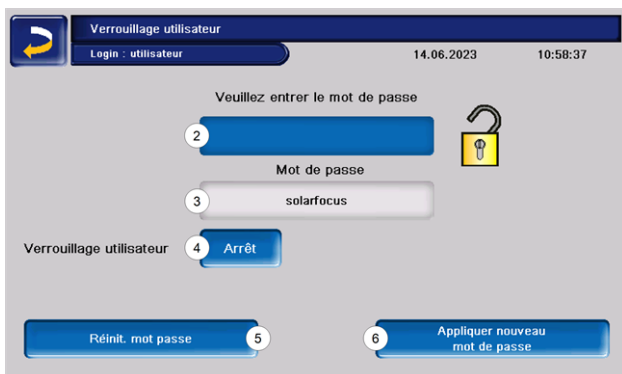 Verrouillage utilisateur
Login : utilisateur
14.06.2023
10:58:37
Veuillez entrer le mot de passe
2
Mot de passe
3
solarfocus
Verrouillage utilisateur
4
Arrêt
Réinit. mot passe
5
6
Appliquer nouveau
mot de passe